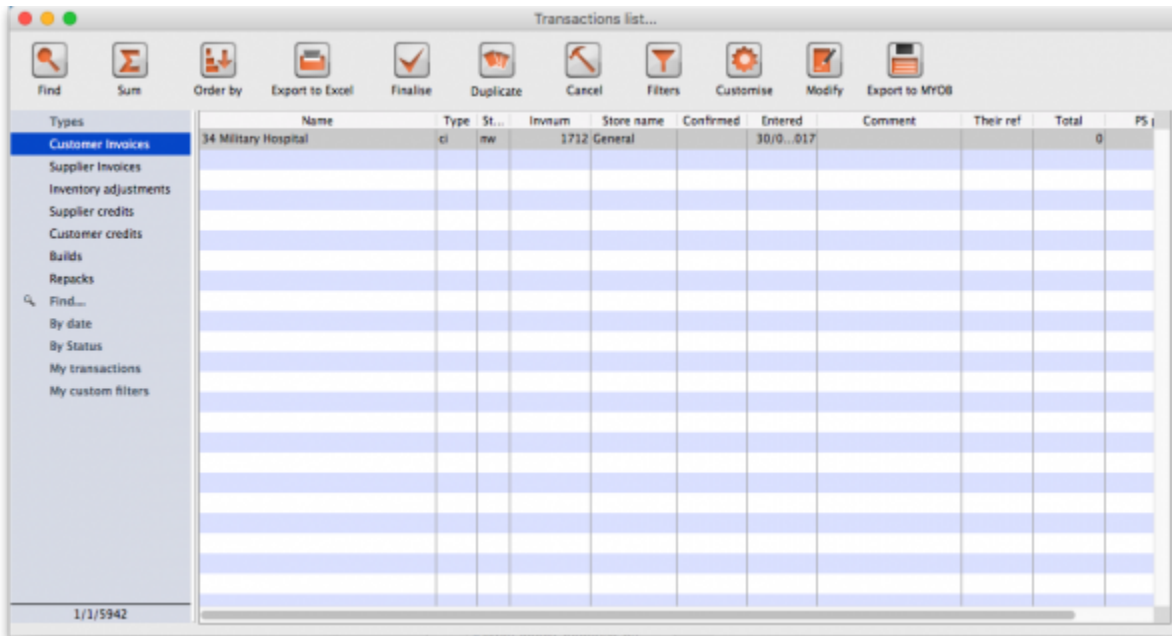 Transactions list...
Find Sum Order by Export to Excel Finalise Duplicate Cancel Filters Customise Modify Export to MYOB
Types Name Type St... Invnum Store name Confirmed Entered Comment Their ref Total PS
Customer Invoices 34 Military Hospital ci nw 1712 General 30/0...017 0
Supplier Invoices
Inventory adjustments
Supplier credits
Customer credits
Builds
Repacks
Find...
By date
By Status
My transactions
My custom filters
1/1/5942